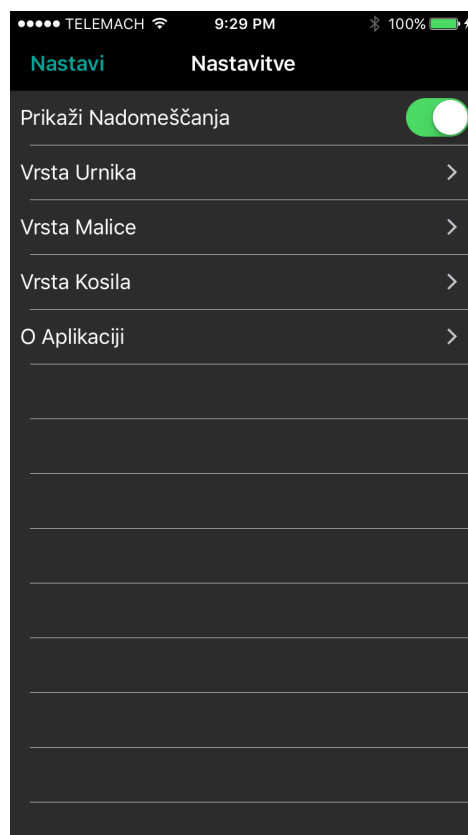 TELEMACH 9:29 PM 100%
Nastavi Nastavitve
Prikaži Nadomeščanja
Vrsta Urnika
Vrsta Malice
Vrsta Kosila
O Aplikaciji